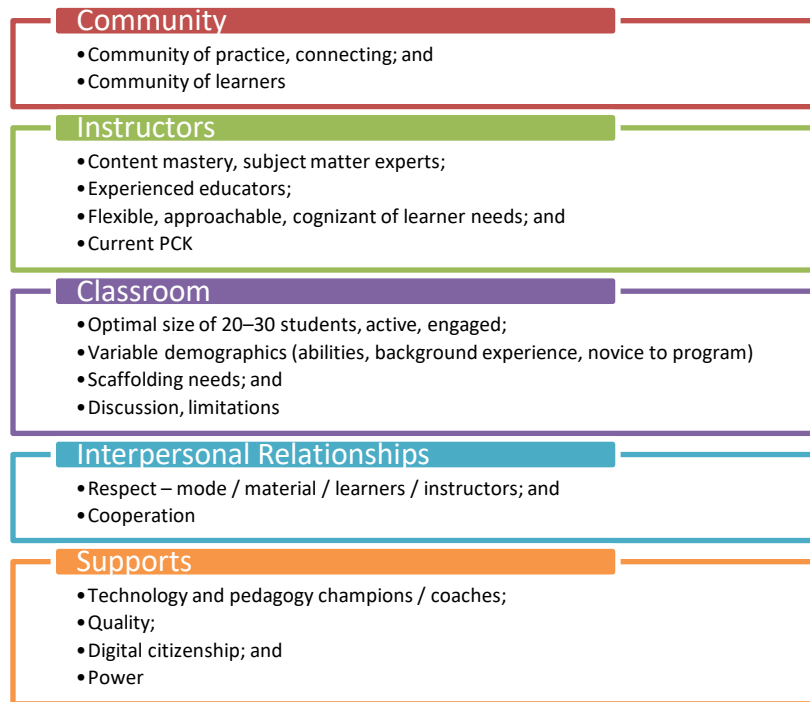 Community
•Community of practice, connecting; and
•Community of learners
Instructors
•Content mastery, subject matter experts;
•Experienced educators;
•Flexible, approachable, cognizant of learner needs; and
•Current PCK
Classroom
•Optimal size of 20–30 students, active, engaged;
•Variable demographics (abilities, background experience, novice to program)
•Scaffolding needs; and
•Discussion, limitations
Interpersonal Relationships
•Respect – mode / material / learners / instructors; and
•Cooperation
Supports
•Technology and pedagogy champions / coaches;
•Quality;
•Digital citizenship; and
•Power